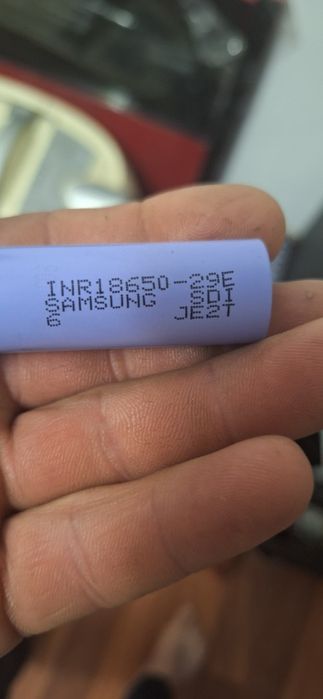 INR18650-29E
SAMSUNG SDI
6 JE2T